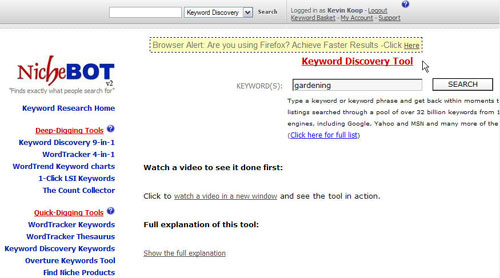 Keyword Discovery Search
Logged in as Kevin Koop - Logout
Keyword Basket - My Account - Support
Browser Alert: Are you using Firefox? Achieve Faster Results -Click Here
NicheBOT
v2
"Finds exactly what people search for"
Keyword Research Home
Deep-Digging Tools
Keyword Discovery 9-in-1
WordTracker 4-in-1
WordTrend Keyword charts
1-Click LSI Keywords
The Count Collector
Quick-Digging Tools
WordTracker Keywords
WordTracker Thesaurus
Keyword Discovery Keywords
Overture Keywords Tool
Find Niche Products
Keyword Discovery Tool
KEYWORD(S): gardening SEARCH
Type a keyword or keyword phrase and get back within moments t
listings searched through a pool of over 32 billion keywords from 1
engines, including Google, Yahoo and MSN and many more of the
(Click here for full list)
Watch a video to see it done first:
Click to watch a video in a new window and see the tool in action.
Full explanation of this tool:
Show the full explanation